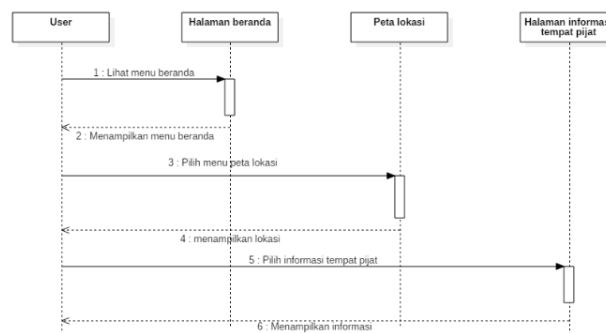 User
Halaman beranda
Peta lokasi
Halaman informasi
tempat pijat
1 : Lihat menu beranda
2 : Menampilkan menu beranda
3 : Pilih menu peta lokasi
4 : menampilkan lokasi
5 : Pilih informasi tempat pijat
6 : Menampilkan informasi